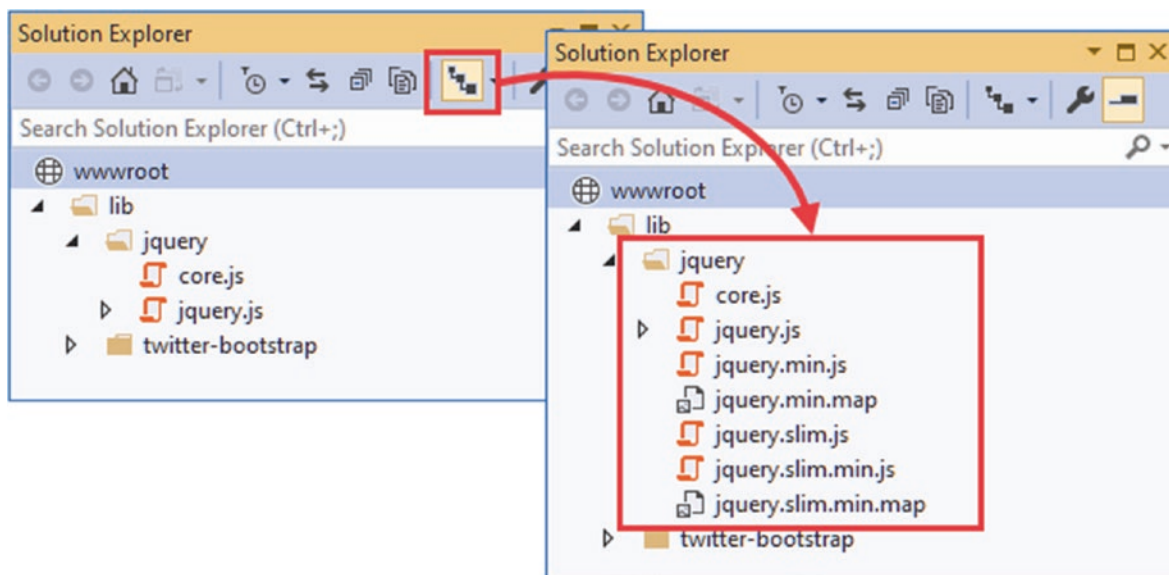 Solution Explorer
Search Solution Explorer (Ctrl+;)
wwwroot
lib
jquery
core.js
jquery.js
twitter-bootstrap
Solution Explorer
Search Solution Explorer (Ctrl+;)
wwwroot
lib
jquery
core.js
jquery.js
jquery.min.js
jquery.min.map
jquery.slim.js
jquery.slim.min.js
jquery.slim.min.map
twitter-bootstrap